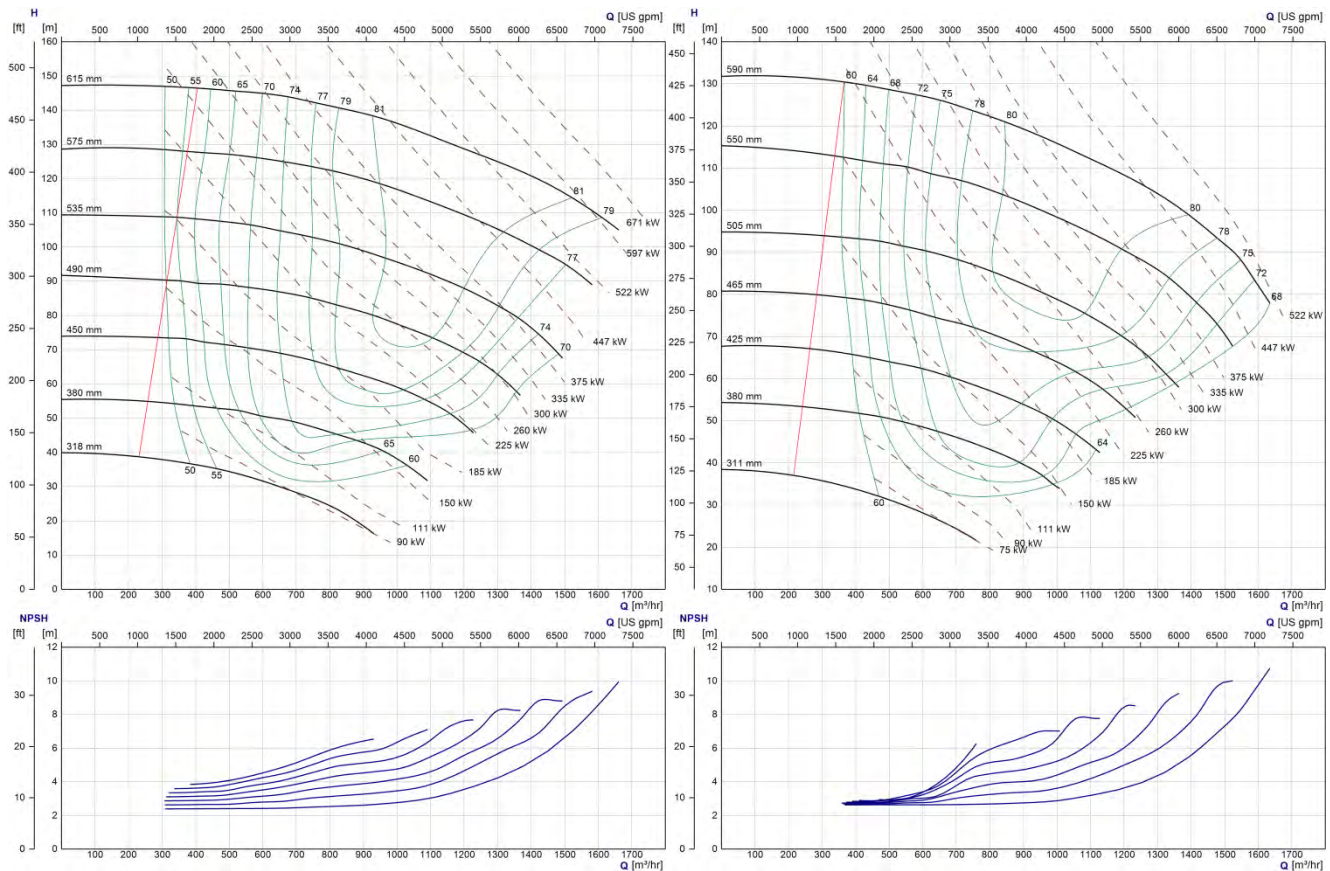 H
Q [US gpm]
[ft] [m] 500 1000 1500 2000 2500 3000 3500 4000 4500 5000 5500 6000 6500 7000 7500
160
500
150
615 mm 50 55 60 65 70 74 77 79 81
450
140
130
575 mm
400
120
350
535 mm 81 79
110
671 kW
100
597 kW
300
490 mm 77
90
522 kW
250
80
450 mm 74 447 kW
70
70
200
375 kW
60
335 kW
380 mm 300 kW
50
150
260 kW
225 kW
318 mm 65
40
60 185 kW
50 55
100
30
150 kW
20
111 kW
50
90 kW
10
0 0
100 200 300 400 500 600 700 800 900 1000 1100 1200 1300 1400 1500 1600 1700
Q [m³/hr]
NPSH
Q [US gpm]
[ft] [m] 500 1000 1500 2000 2500 3000 3500 4000 4500 5000 5500 6000 6500 7000 7500
12
10
30
8
20
6
4
10
2
0 0
100 200 300 400 500 600 700 800 900 1000 1100 1200 1300 1400 1500 1600 1700
Q [m³/hr]
H
Q [US gpm]
[ft] [m] 500 1000 1500 2000 2500 3000 3500 4000 4500 5000 5500 6000 6500 7000 7500
140
450
590 mm 60 64 68 72 75 78 80
130
425
400
120
375
550 mm
110
350
325
100
80
505 mm 78
300
90
75
275
72
465 mm
80
68
250
522 kW
225
70
425 mm 447 kW
200
375 kW
60
335 kW
380 mm 300 kW
175
50
260 kW
150
64
225 kW
311 mm
40
125
185 kW
60
30
150 kW
100
111 kW
75
20
90 kW
75 kW
50
10
100 200 300 400 500 600 700 800 900 1000 1100 1200 1300 1400 1500 1600 1700
Q [m³/hr]
NPSH
Q [US gpm]
[ft] [m] 500 1000 1500 2000 2500 3000 3500 4000 4500 5000 5500 6000 6500 7000 7500
12
10
30
8
20
6
4
10
2
0 0
100 200 300 400 500 600 700 800 900 1000 1100 1200 1300 1400 1500 1600 1700
Q [m³/hr]